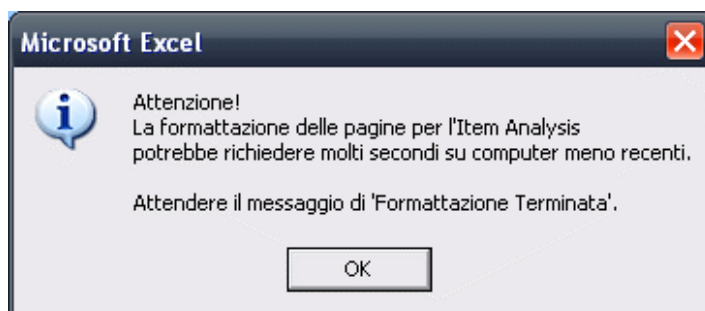 Microsoft Excel
Attenzione!
La formattazione delle pagine per l'Item Analysis
potrebbe richiedere molti secondi su computer meno recenti.
Attendere il messaggio di 'Formattazione Terminata'.
OK